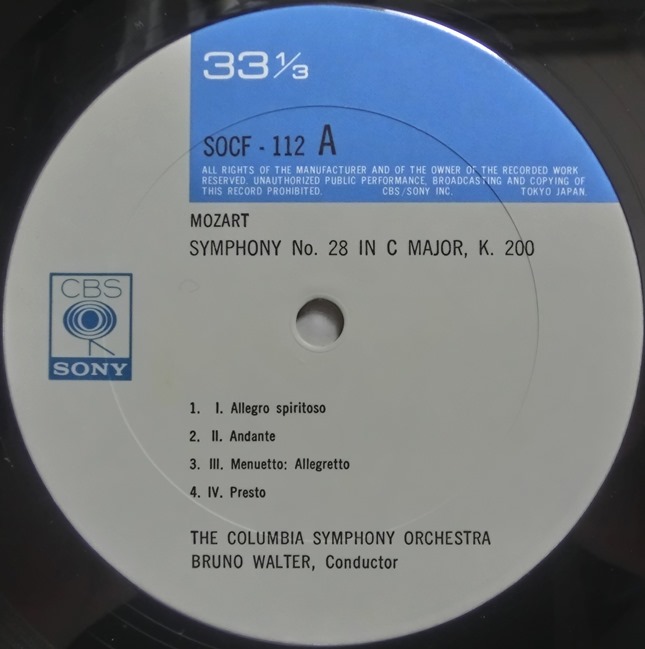 33 1/3
SOCF - 112 A
ALL RIGHTS OF THE MANUFACTURER AND OF THE OWNER OF THE RECORDED WORK
RESERVED. UNAUTHORIZED PUBLIC PERFORMANCE, BROADCASTING AND COPYING OF
THIS RECORD PROHIBITED. CBS/SONY INC. TOKYO JAPAN.
MOZART
SYMPHONY No. 28 IN C MAJOR, K. 200
CBS
SONY
1. I. Allegro spiritoso
2. II. Andante
3. III. Menuetto: Allegretto
4. IV. Presto
THE COLUMBIA SYMPHONY ORCHESTRA
BRUNO WALTER, Conductor